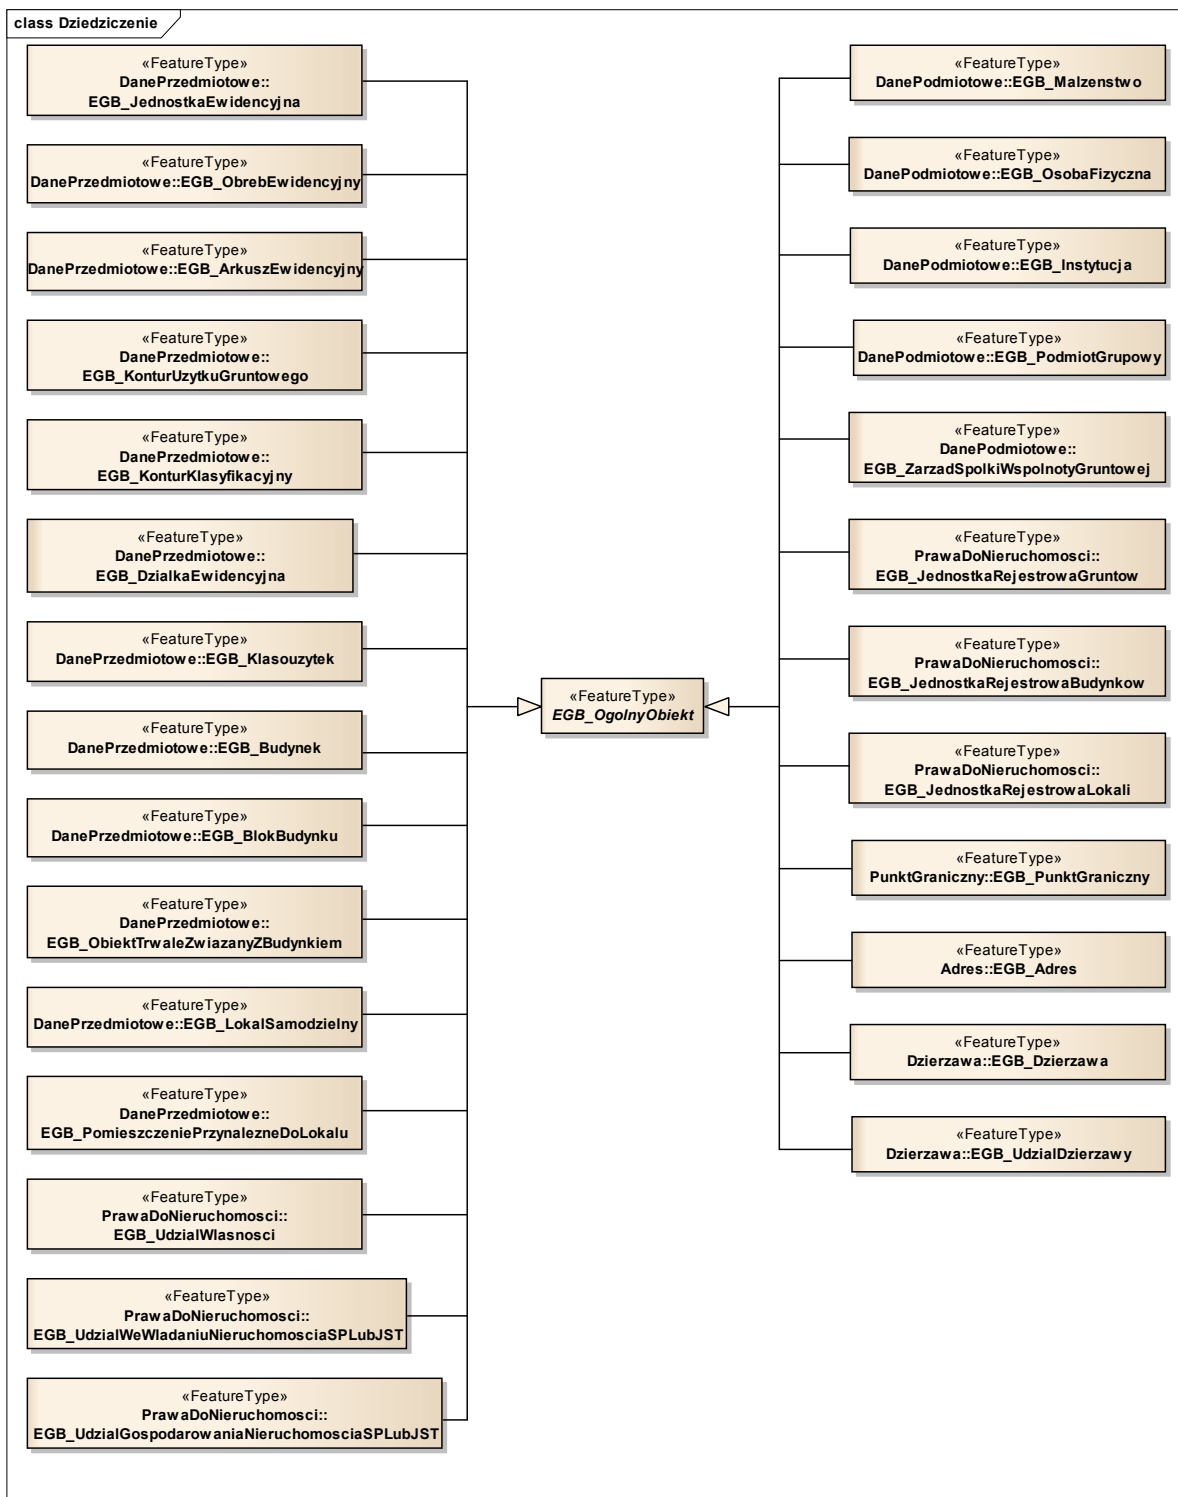 class Dziedziczenie
«FeatureType»
DanePrzedmiotowe::
EGB_JednostkaEwidencyjna
«FeatureType»
DanePrzedmiotowe::EGB_ObrebEwidencyjny
«FeatureType»
DanePrzedmiotowe::EGB_ArkuszEwidencyjny
«FeatureType»
DanePrzedmiotowe::
EGB_KonturUzytkuGruntowego
«FeatureType»
DanePrzedmiotowe::
EGB_KonturKlasyfikacyjny
«FeatureType»
DanePrzedmiotowe::
EGB_DzialkaEwidencyjna
«FeatureType»
DanePrzedmiotowe::EGB_Klasouzytek
«FeatureType»
DanePrzedmiotowe::EGB_Budynek
«FeatureType»
DanePrzedmiotowe::EGB_BlokBudynku
«FeatureType»
DanePrzedmiotowe::
EGB_ObiektTrwaleZwiazanyZBudynkiem
«FeatureType»
DanePrzedmiotowe::EGB_LokalSamodzielny
«FeatureType»
DanePrzedmiotowe::
EGB_PomieszczeniePrzynalezneDoLokalu
«FeatureType»
PrawaDoNieruchomosci::
EGB_UdzialWlasnosci
«FeatureType»
PrawaDoNieruchomosci::
EGB_UdzialWeWladaniuNieruchomosciaSPLubJST
«FeatureType»
PrawaDoNieruchomosci::
EGB_UdzialGospodarowaniaNieruchomosciaSPLubJST
«FeatureType»
EGB_OgolnyObiekt
«FeatureType»
DanePodmiotowe::EGB_Malzenstwo
«FeatureType»
DanePodmiotowe::EGB_OsobaFizyczna
«FeatureType»
DanePodmiotowe::EGB_Instytucja
«FeatureType»
DanePodmiotowe::EGB_PodmiotGrupowy
«FeatureType»
DanePodmiotowe::
EGB_ZarzadSpolkiWspolnotyGruntowej
«FeatureType»
PrawaDoNieruchomosci::
EGB_JednostkaRejestrowaGruntow
«FeatureType»
PrawaDoNieruchomosci::
EGB_JednostkaRejestrowaBudynkow
«FeatureType»
PrawaDoNieruchomosci::
EGB_JednostkaRejestrowaLokali
«FeatureType»
PunktGraniczny::EGB_PunktGraniczny
«FeatureType»
Adres::EGB_Adres
«FeatureType»
Dzierzawa::EGB_Dzierzawa
«FeatureType»
Dzierzawa::EGB_UdzialDzierzawy